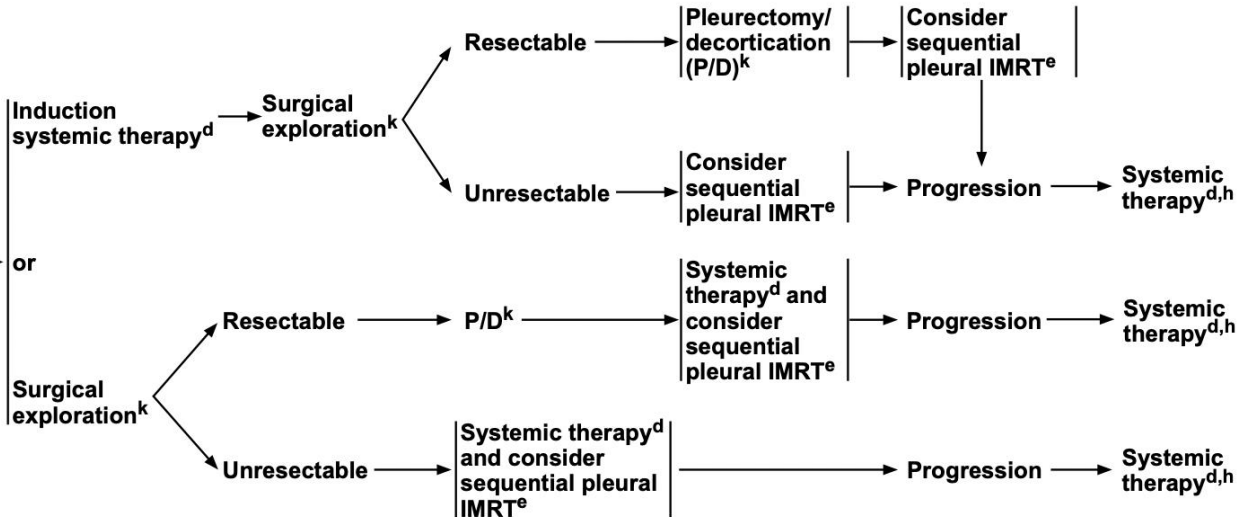 Induction
systemic therapyd
Surgical
explorationk
Resectable
Pleurectomy/
decortication
(P/D)k
Consider
sequential
pleural IMRTe
Unresectable
Consider
sequential
pleural IMRTe
Progression
Systemic
therapyd,h
or
Surgical
explorationk
Resectable
P/Dk
Systemic
therapyd and
consider
sequential
pleural IMRTe
Progression
Systemic
therapyd,h
Unresectable
Systemic therapyd
and consider
sequential pleural
IMRTe
Progression
Systemic
therapyd,h